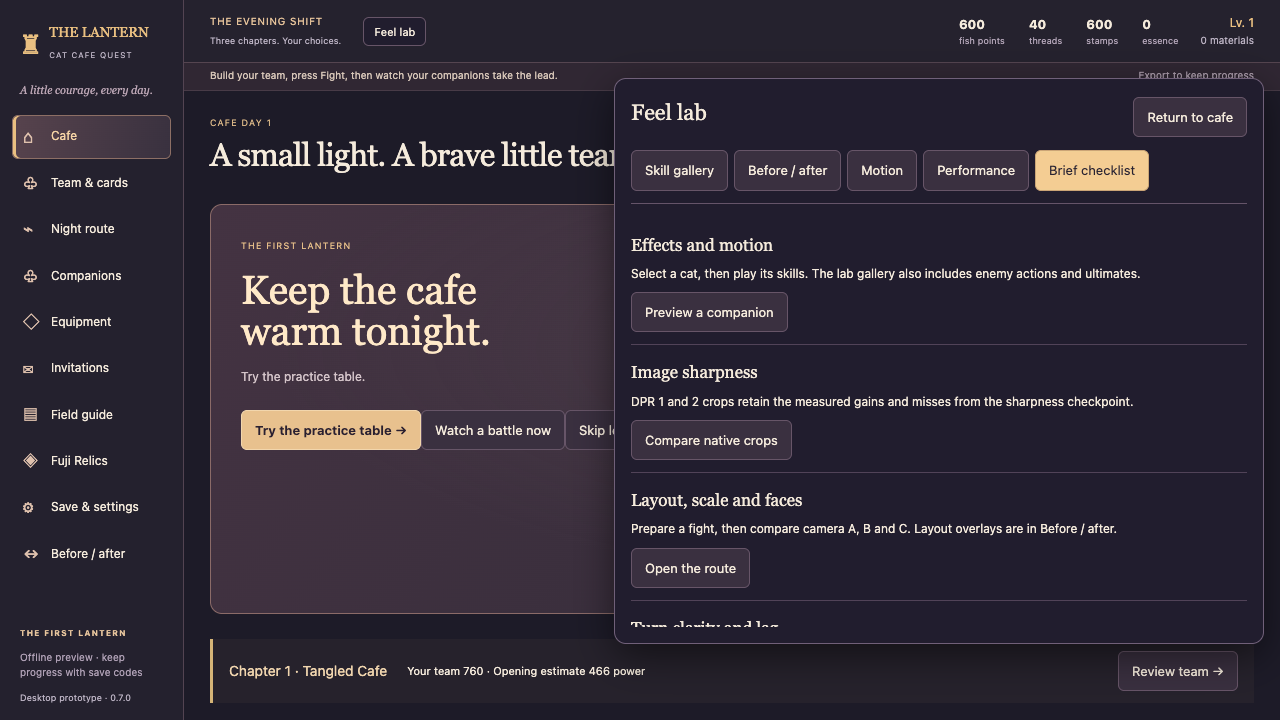 THE LANTERN
CAT CAFE QUEST
A little courage, every day.
Cafe
Team & cards
Night route
Companions
Equipment
Invitations
Field guide
Fuji Relics
Save & settings
Before / after
THE FIRST LANTERN
Offline preview · keep
progress with save codes
Desktop prototype · 0.7.0
THE EVENING SHIFT
Three chapters. Your choices.
Feel lab
600
fish points
40
threads
600
stamps
0
essence
Lv. 1
0 materials
Build your team, press Fight, then watch your companions take the lead.
Export to keep progress
CAFE DAY 1
A small light. A brave little tea
THE FIRST LANTERN
Keep the cafe
warm tonight.
Try the practice table.
Try the practice table →
Watch a battle now
Skip
Chapter 1 · Tangled Cafe
Your team 760 · Opening estimate 466 power
Review team →
Feel lab
Return to cafe
Skill gallery
Before / after
Motion
Performance
Brief checklist
Effects and motion
Select a cat, then play its skills. The lab gallery also includes enemy actions and ultimates.
Preview a companion
Image sharpness
DPR 1 and 2 crops retain the measured gains and misses from the sharpness checkpoint.
Compare native crops
Layout, scale and faces
Prepare a fight, then compare camera A, B and C. Layout overlays are in Before / after.
Open the route
Turn clarity and log